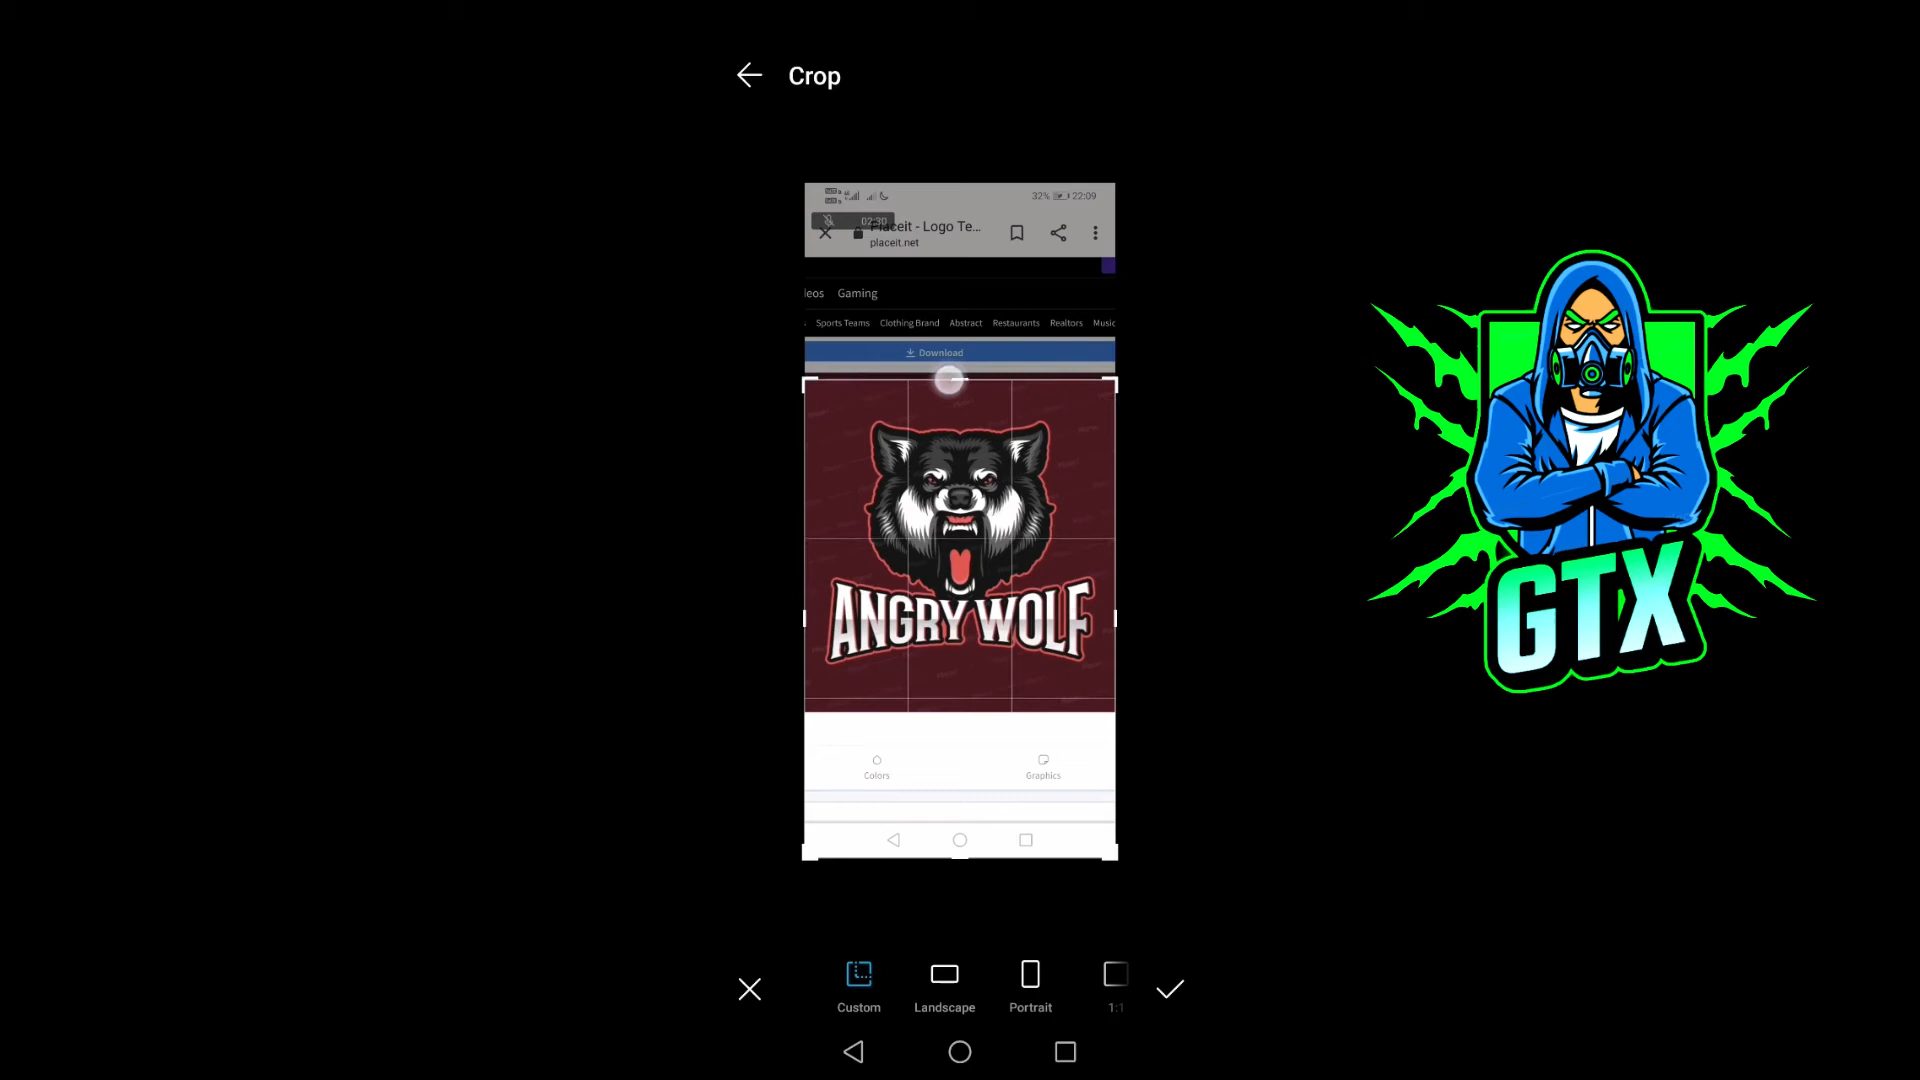 Crop
32% 22:09
02:30
Placeit - Logo Te...
placeit.net
leos Gaming
s Sports Teams Clothing Brand Abstract Restaurants Realtors Music
Download
ANGRY WOLF
Colors Graphics
GTX
Custom Landscape Portrait 1:1